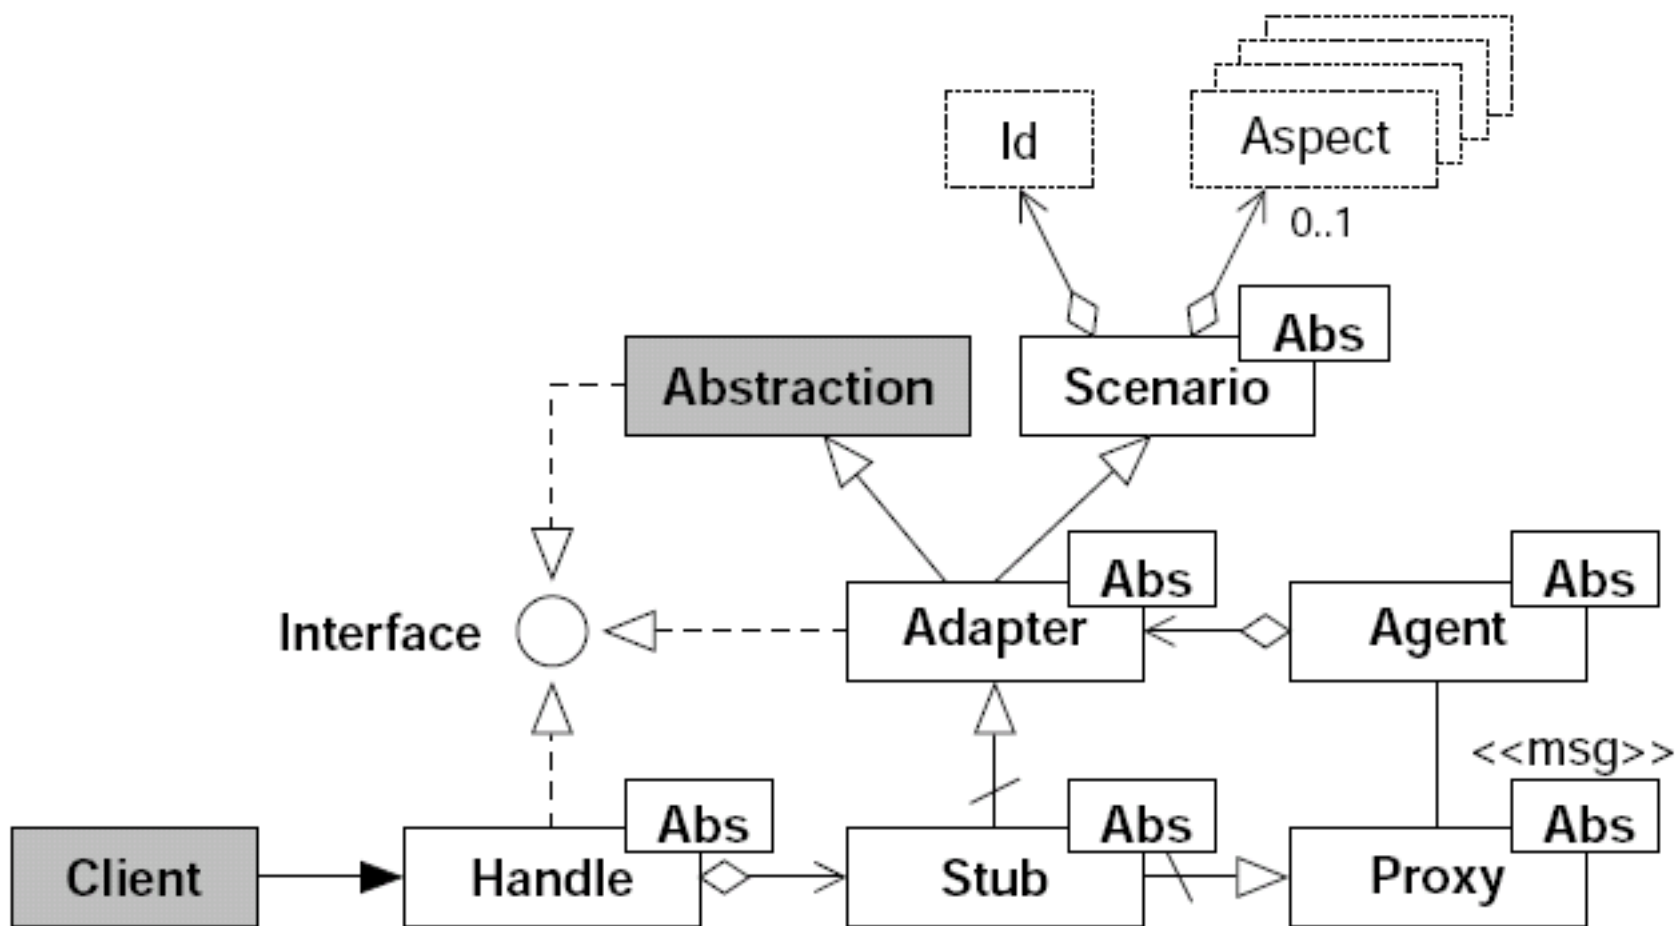 Id
Aspect
0..1
Abs
Abstraction
Scenario
Abs
Abs
Interface
Adapter
Agent
<<msg>>
Abs
Abs
Abs
Client
Handle
Stub
Proxy